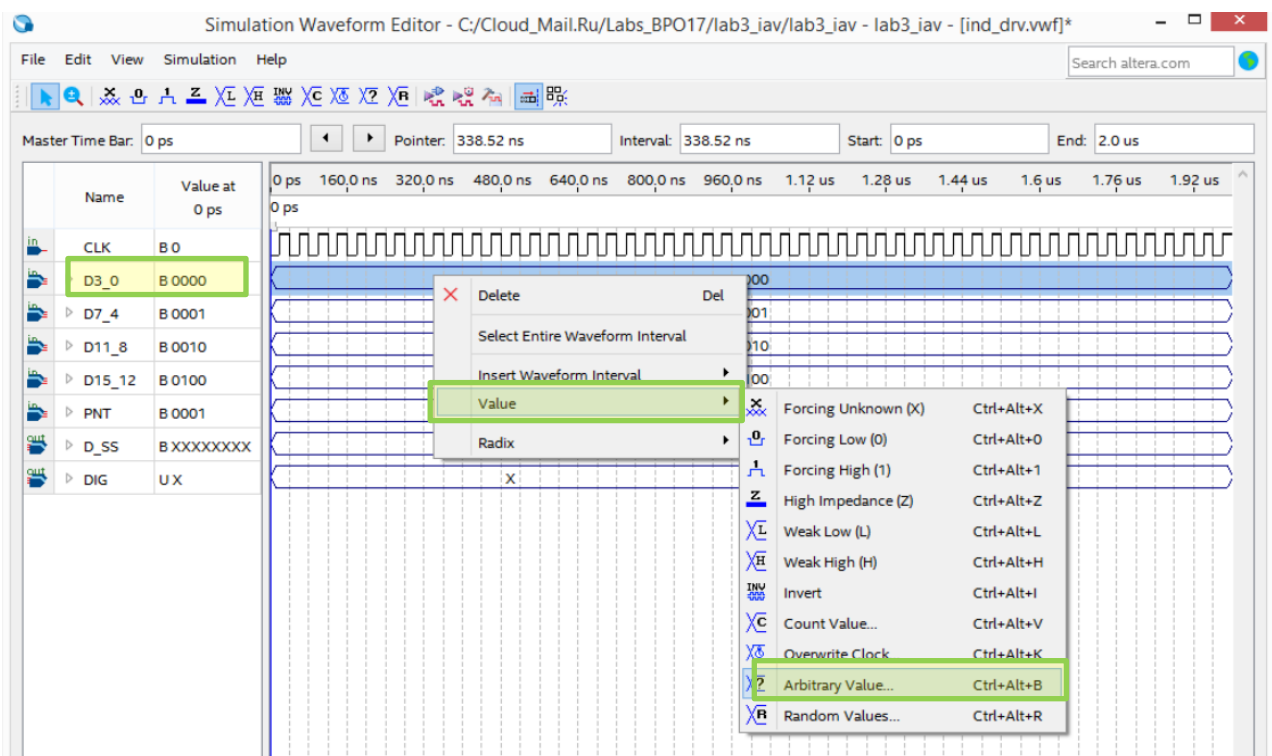 Simulation Waveform Editor - C:/Cloud_Mail.Ru/Labs_BPO17/lab3_iav/lab3_iav - lab3_iav - [ind_drv.vwf]*
File Edit View Simulation Help
Search altera.com
Master Time Bar: 0 ps Pointer: 338.52 ns Interval: 338.52 ns Start: 0 ps End: 2.0 us
Name Value at 0 ps
0 ps 160.0 ns 320.0 ns 480.0 ns 640.0 ns 800.0 ns 960.0 ns 1.12 us 1.28 us 1.44 us 1.6 us 1.76 us 1.92 us
0 ps
CLK B 0
D3_0 B 0000
D7_4 B 0001
D11_8 B 0010
D15_12 B 0100
PNT B 0001
D_SS B XXXXXXXX
DIG U X
X
Delete Del
Select Entire Waveform Interval
Insert Waveform Interval
Value
Radix
Forcing Unknown (X) Ctrl+Alt+X
Forcing Low (0) Ctrl+Alt+0
Forcing High (1) Ctrl+Alt+1
High Impedance (Z) Ctrl+Alt+Z
Weak Low (L) Ctrl+Alt+L
Weak High (H) Ctrl+Alt+H
Invert Ctrl+Alt+I
Count Value... Ctrl+Alt+V
Overwrite Clock... Ctrl+Alt+K
Arbitrary Value... Ctrl+Alt+B
Random Values... Ctrl+Alt+R